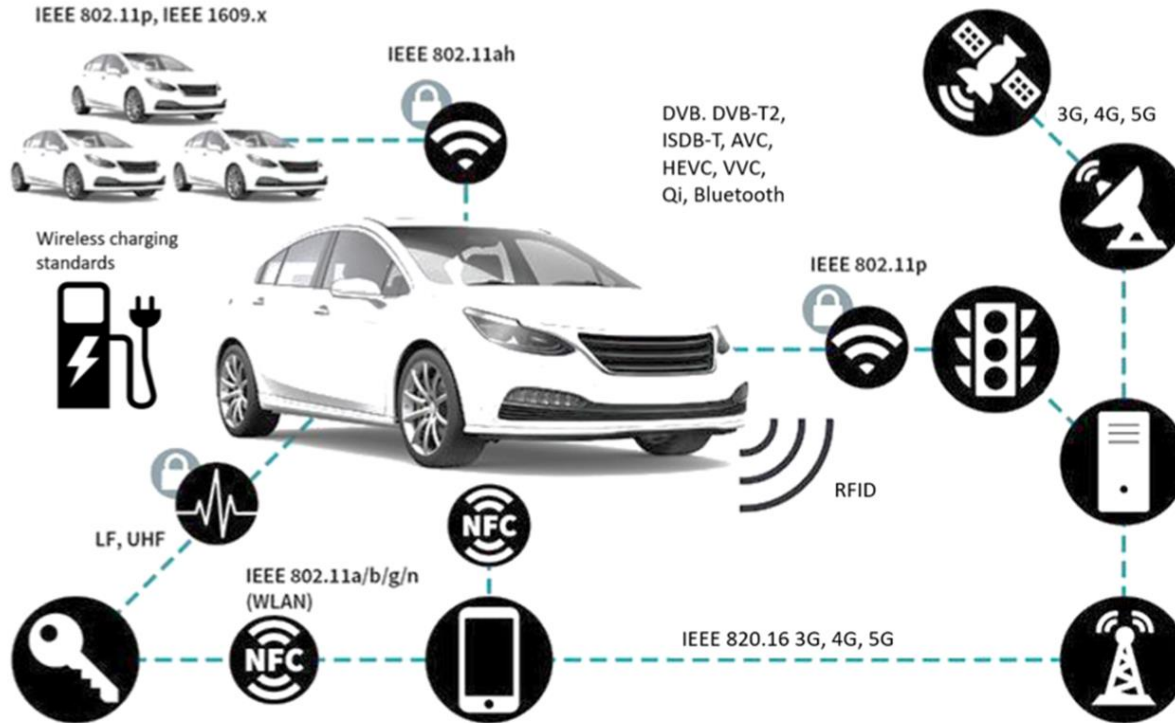 IEEE 802.11p, IEEE 1609.x
IEEE 802.11ah
DVB. DVB-T2,
ISDB-T, AVC,
HEVC, VVC,
Qi, Bluetooth
3G, 4G, 5G
Wireless charging
standards
IEEE 802.11p
RFID
LF, UHF
NFC
IEEE 802.11a/b/g/n
(WLAN)
NFC
IEEE 820.16 3G, 4G, 5G